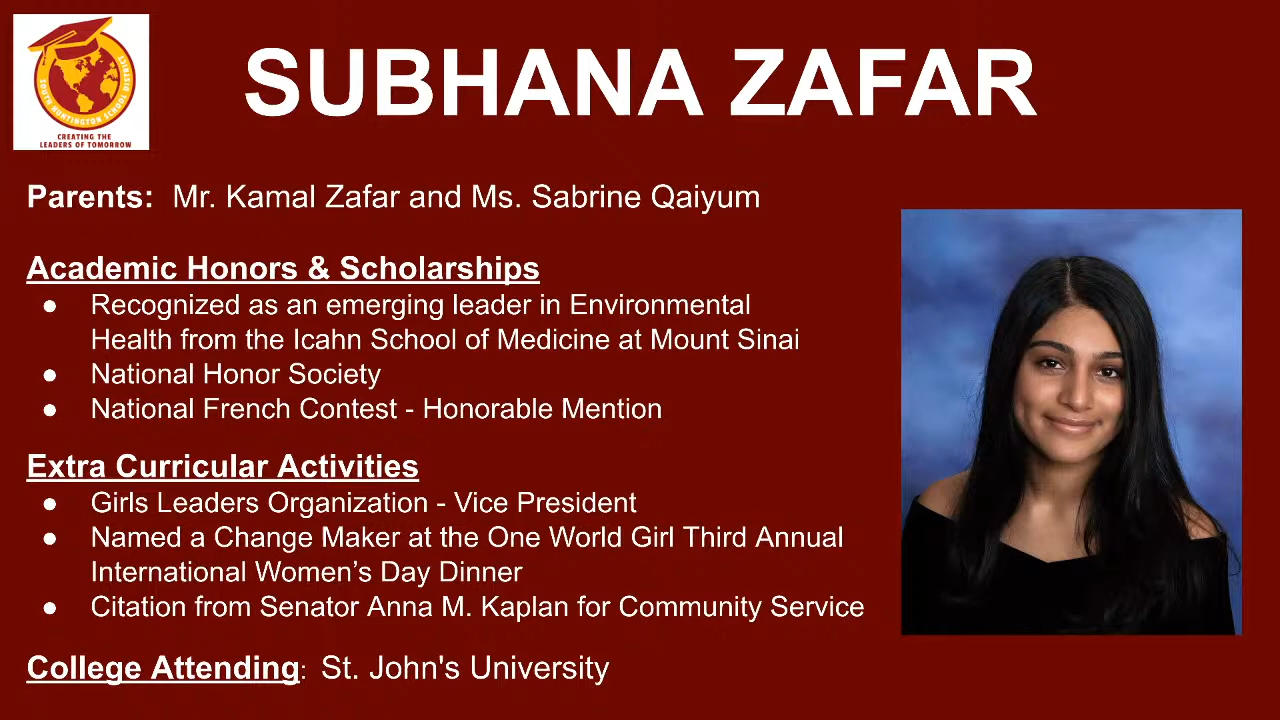 SOUTH HUNTINGTON SCHOOL DISTRICT
CREATING THE
LEADERS OF TOMORROW
SUBHANA ZAFAR
Parents: Mr. Kamal Zafar and Ms. Sabrine Qaiyum
Academic Honors & Scholarships
● Recognized as an emerging leader in Environmental
Health from the Icahn School of Medicine at Mount Sinai
● National Honor Society
● National French Contest - Honorable Mention
Extra Curricular Activities
● Girls Leaders Organization - Vice President
● Named a Change Maker at the One World Girl Third Annual
International Women’s Day Dinner
● Citation from Senator Anna M. Kaplan for Community Service
College Attending: St. John's University